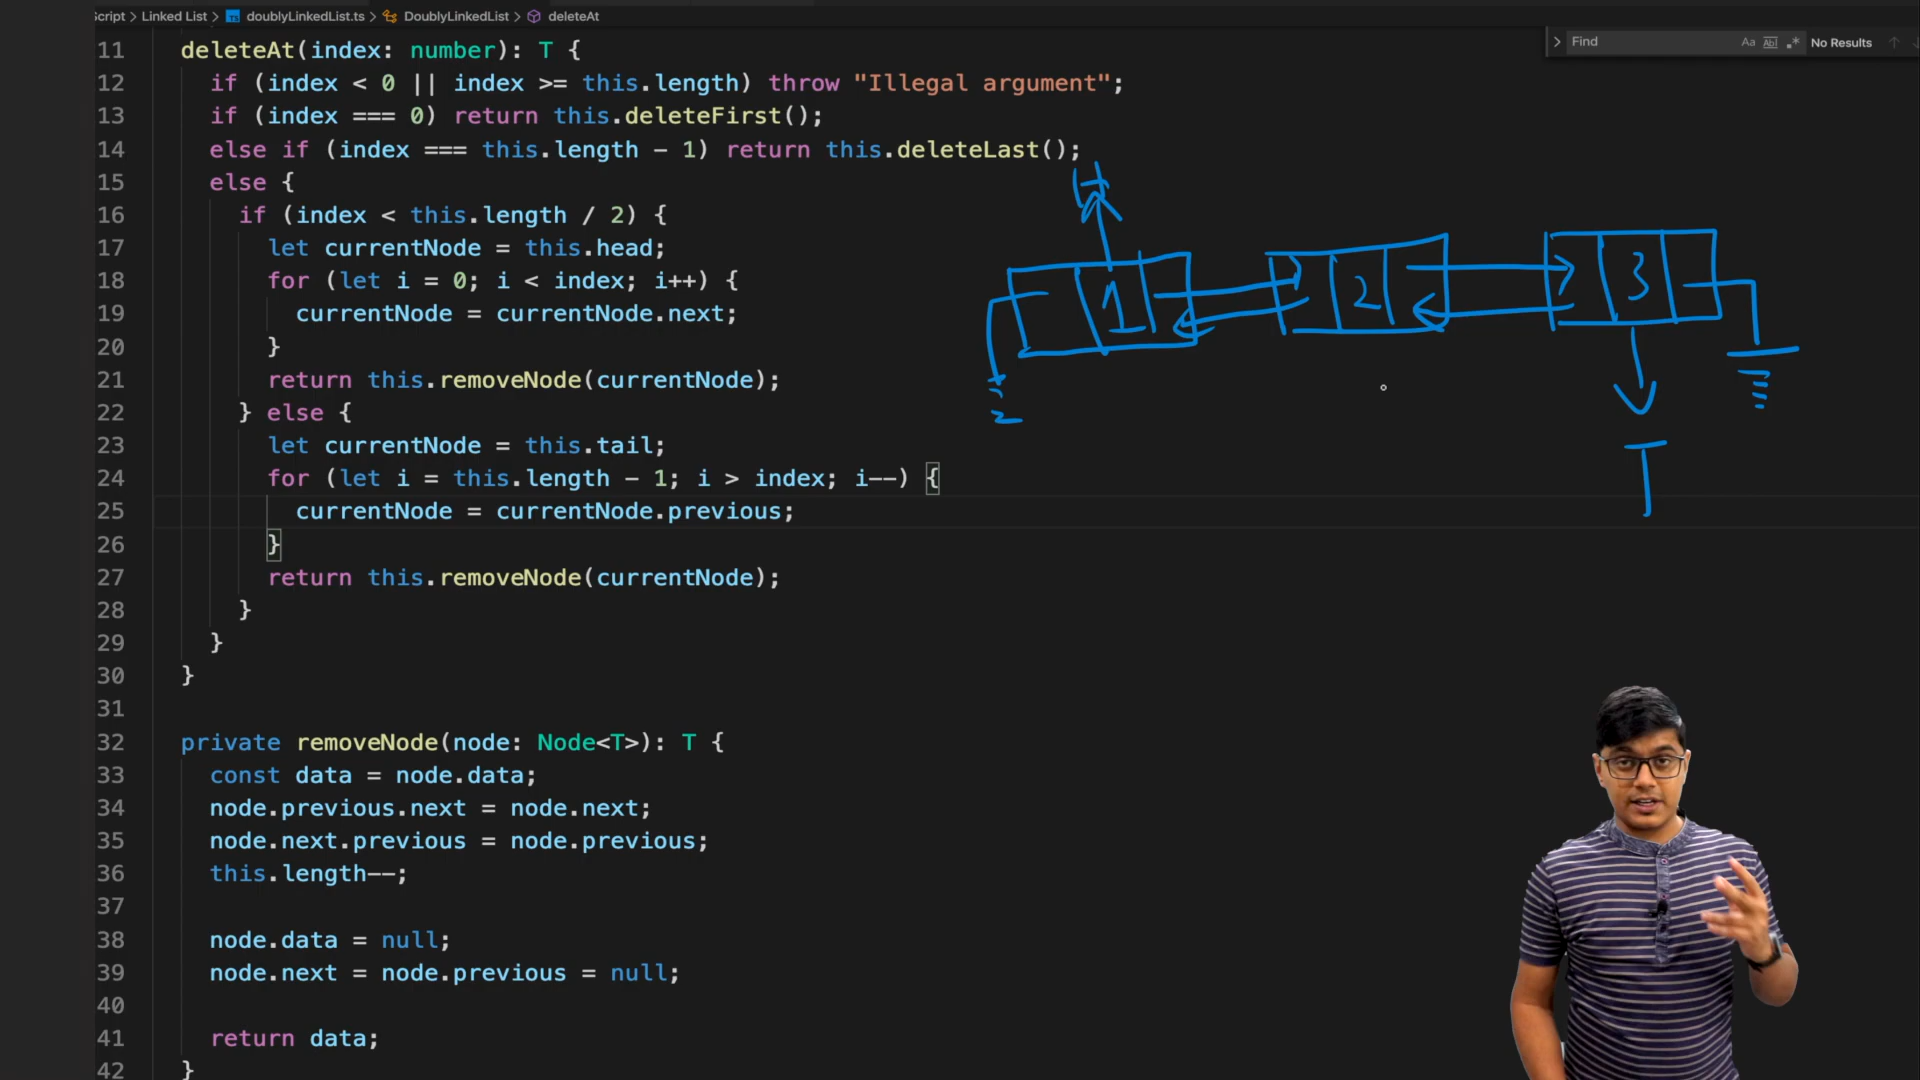 Script > Linked List > TS doublyLinkedList.ts > DoublyLinkedList > deleteAt
Find Aa Abl .* No Results
11 deleteAt(index: number): T {
12 if (index < 0 || index >= this.length) throw "Illegal argument";
13 if (index === 0) return this.deleteFirst();
14 else if (index === this.length - 1) return this.deleteLast();
15 else {
16 if (index < this.length / 2) {
17 let currentNode = this.head;
18 for (let i = 0; i < index; i++) {
19 currentNode = currentNode.next;
20 }
21 return this.removeNode(currentNode);
22 } else {
23 let currentNode = this.tail;
24 for (let i = this.length - 1; i > index; i--) {
25 currentNode = currentNode.previous;
26 }
27 return this.removeNode(currentNode);
28 }
29 }
30 }
31
32 private removeNode(node: Node<T>): T {
33 const data = node.data;
34 node.previous.next = node.next;
35 node.next.previous = node.previous;
36 this.length--;
37
38 node.data = null;
39 node.next = node.previous = null;
40
41 return data;
42 }
H
1 2 3
T